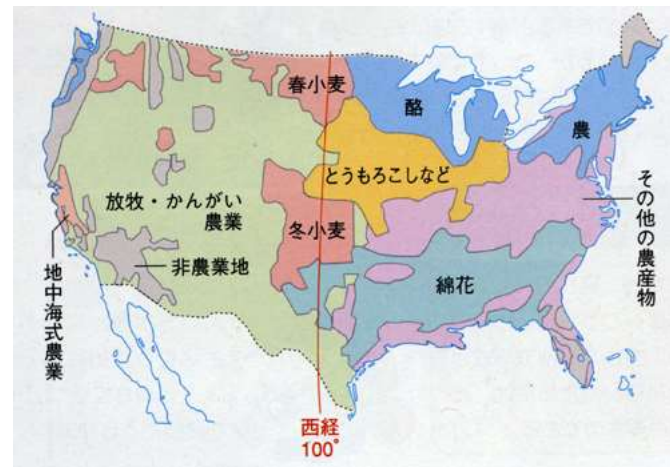 春小麦
酪
農
とうもろこしなど
放牧・かんがい
農業
冬小麦
非農業地
綿花
その他の農産物
地中海式農業
西経
100°